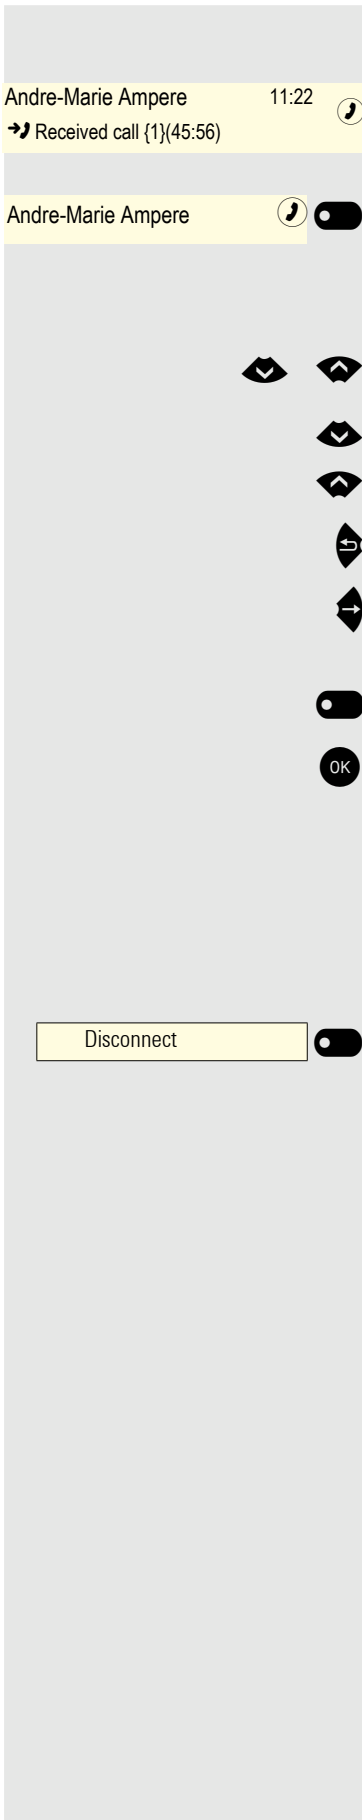 Andre-Marie Ampere 11:22
Received call {1}(45:56)
Andre-Marie Ampere
OK
Disconnect